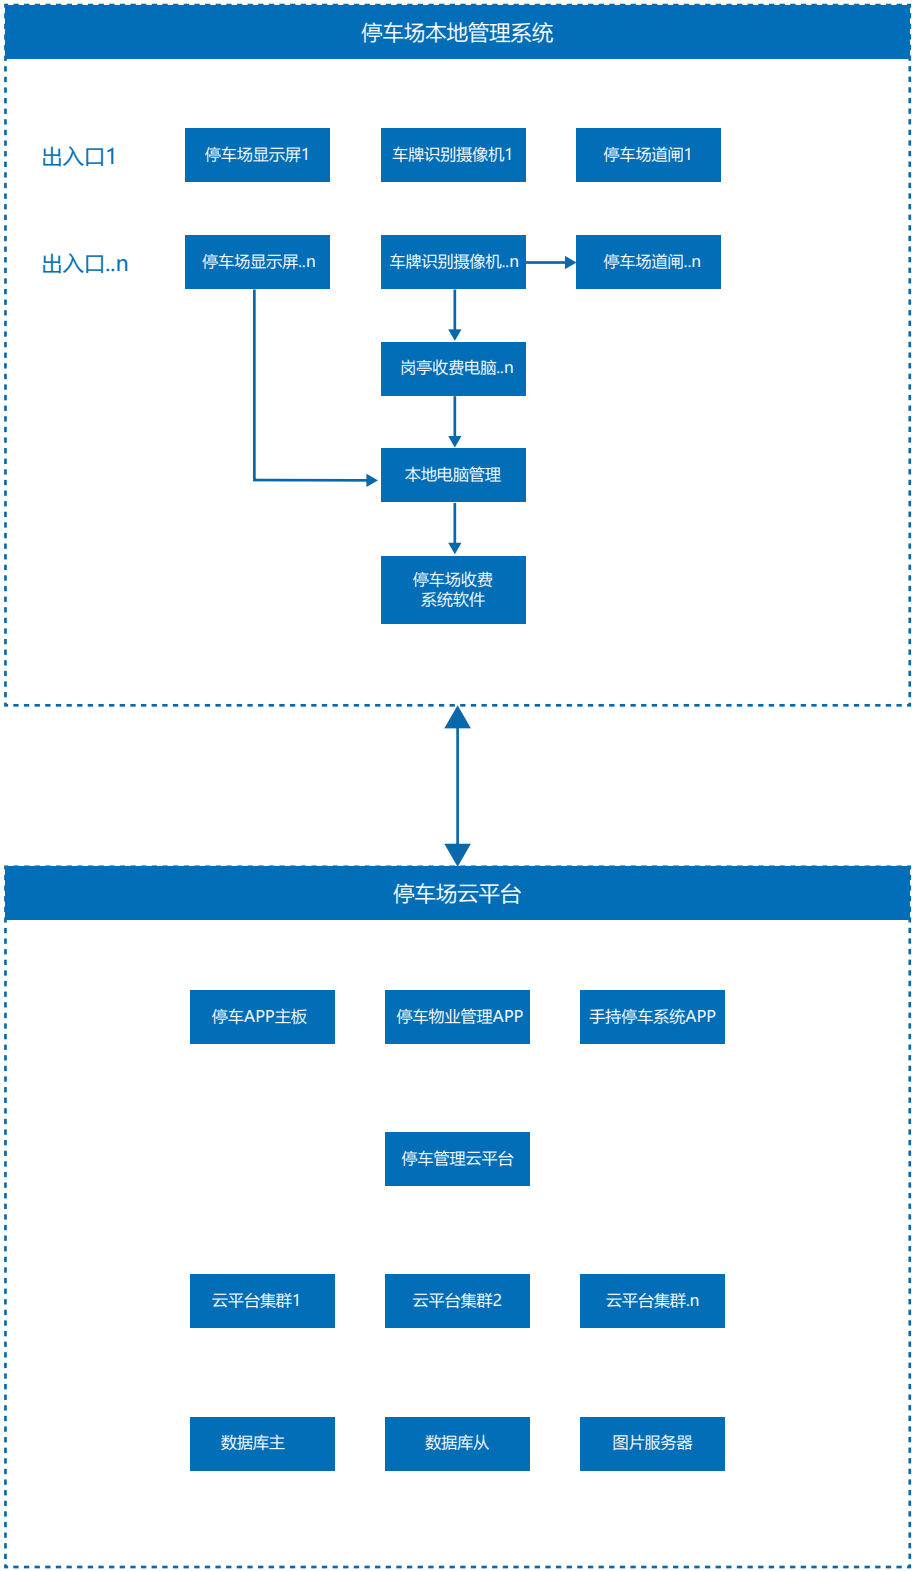 停车场本地管理系统
出入口1
停车场显示屏1
车牌识别摄像机1
停车场道闸1
出入口..n
停车场显示屏..n
车牌识别摄像机..n
停车场道闸..n
岗亭收费电脑..n
本地电脑管理
停车场收费
系统软件
停车场云平台
停车APP主板
停车物业管理APP
手持停车系统APP
停车管理云平台
云平台集群1
云平台集群2
云平台集群.n
数据库主
数据库从
图片服务器